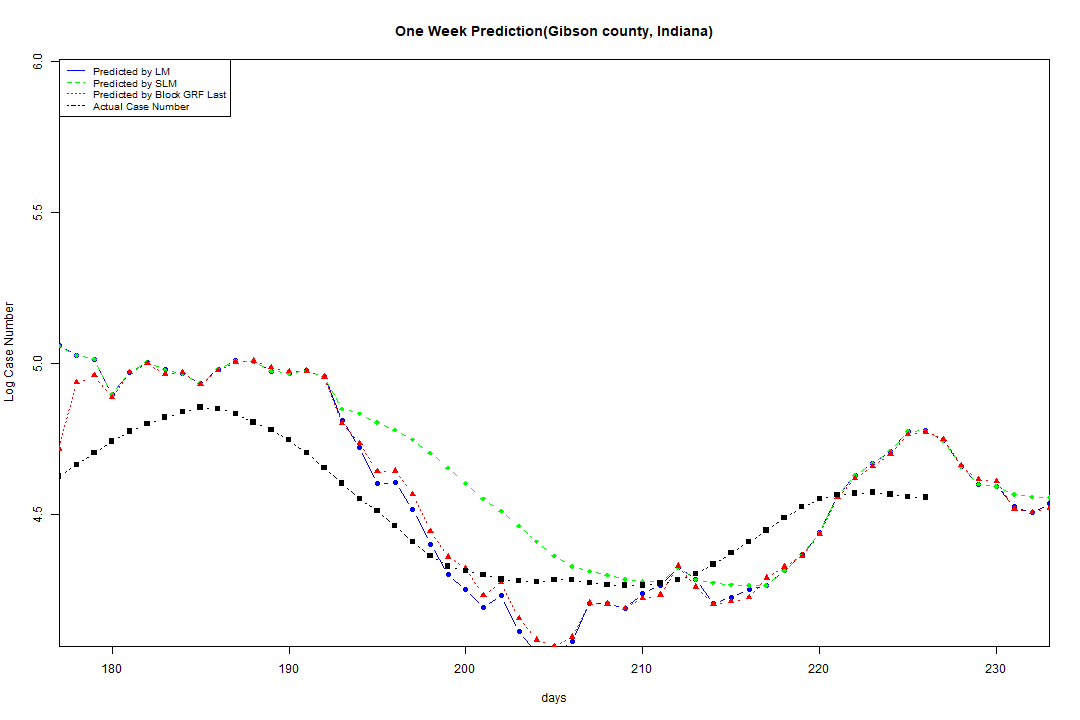 One Week Prediction(Gibson county, Indiana)
Predicted by LM
Predicted by SLM
Predicted by Block GRF Last
Actual Case Number
Log Case Number
6.0
5.5
5.0
4.5
180 190 200 210 220 230
days